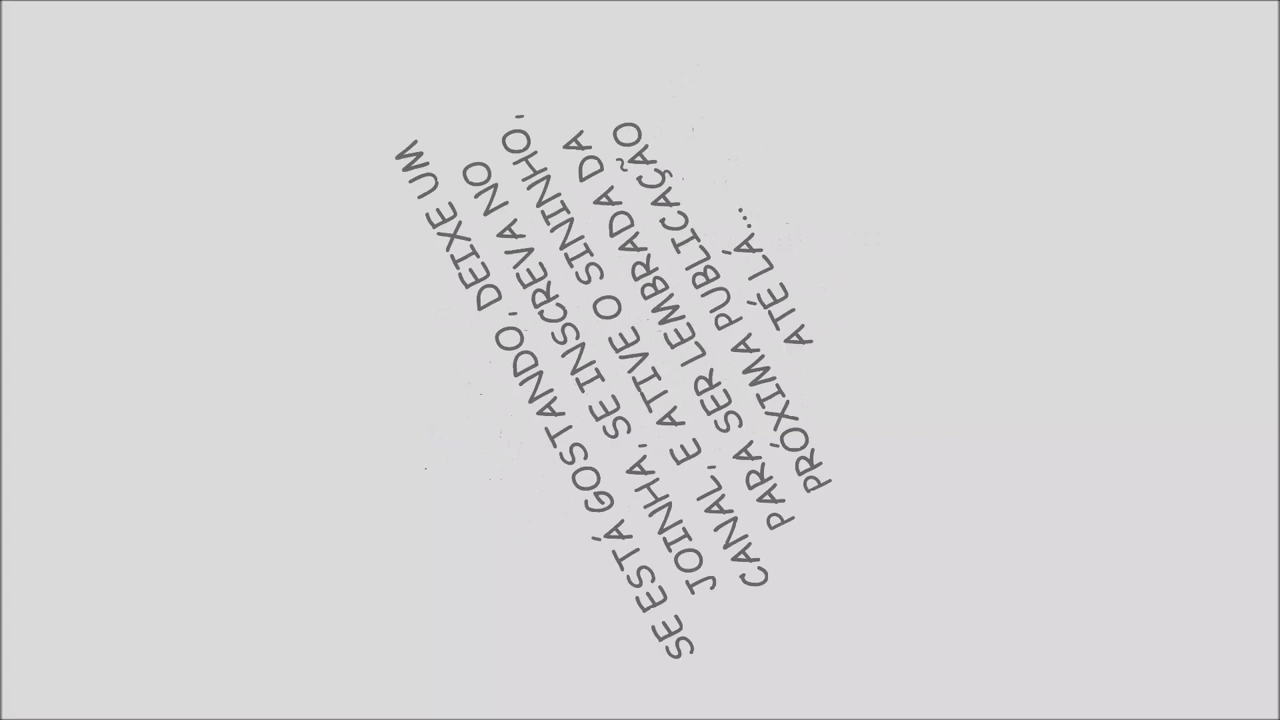 SE ESTÁ GOSTANDO, DEIXE UM
JOINHA, SE INSCREVA NO
CANAL, E ATIVE O SININHO,
PARA SER LEMBRADA DA
PRÓXIMA PUBLICAÇÃO
ATÉ LÁ...